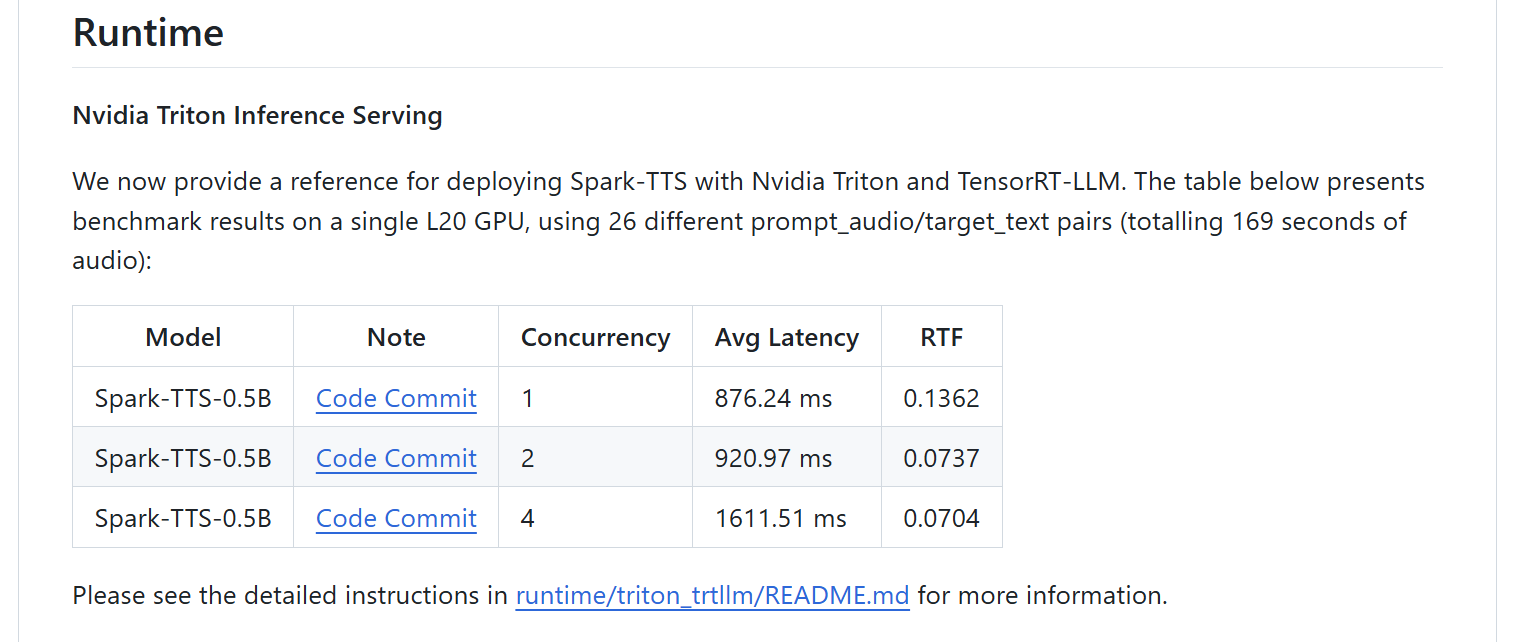 Runtime
Nvidia Triton Inference Serving
We now provide a reference for deploying Spark-TTS with Nvidia Triton and TensorRT-LLM. The table below presents
benchmark results on a single L20 GPU, using 26 different prompt_audio/target_text pairs (totalling 169 seconds of
audio):
Model Note Concurrency Avg Latency RTF
Spark-TTS-0.5B Code Commit 1 876.24 ms 0.1362
Spark-TTS-0.5B Code Commit 2 920.97 ms 0.0737
Spark-TTS-0.5B Code Commit 4 1611.51 ms 0.0704
Please see the detailed instructions in runtime/triton_trtllm/README.md for more information.